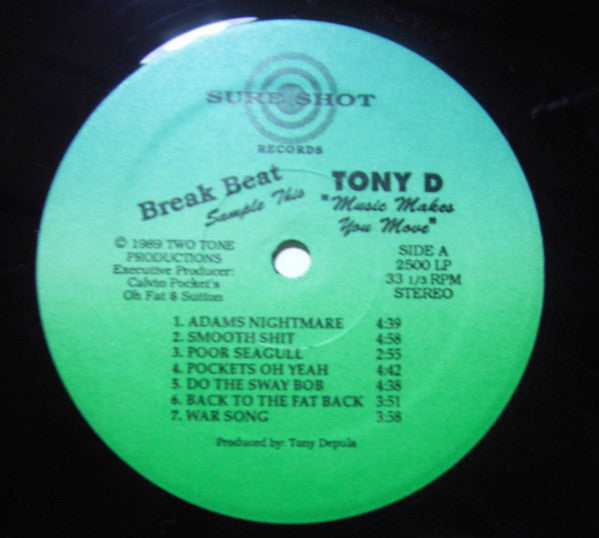 SURE SHOT
RECORDS
Break Beat
Sample This
TONY D
"Music Makes
You Move"
© 1989 TWO TONE
PRODUCTIONS
Executive Producer:
Calvin Pocket's
Oh Fat $ Sutton
SIDE A
2500 LP
33 1/3 RPM
STEREO
1. ADAMS NIGHTMARE 4:39
2. SMOOTH SHIT 4:58
3. POOR SEAGULL 2:55
4. POCKETS OH YEAH 4:42
5. DO THE SWAY BOB 4:38
6. BACK TO THE FAT BACK 3:51
7. WAR SONG 3:58
Produced by: Tony Depula